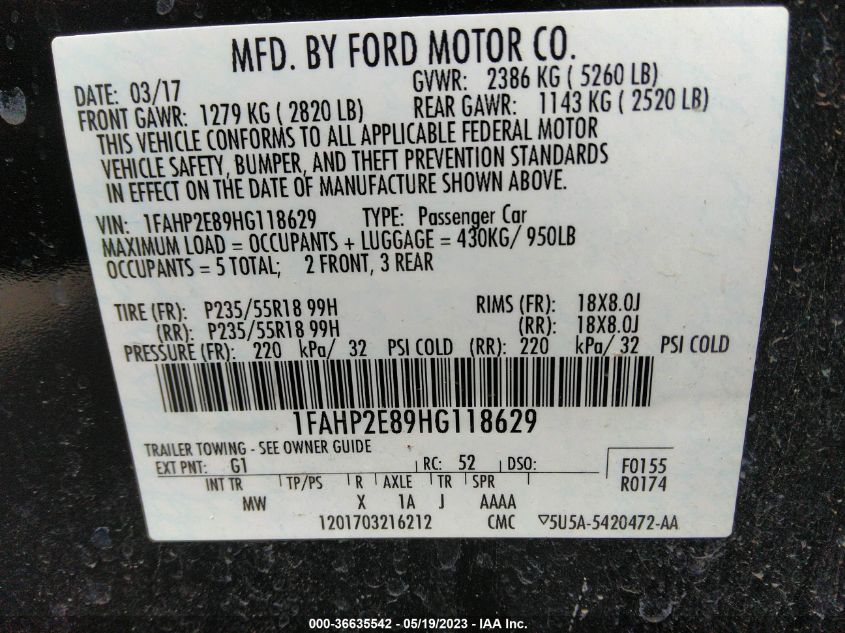 MFD. BY FORD MOTOR CO.
DATE: 03/17 GVWR: 2386 KG ( 5260 LB)
FRONT GAWR: 1279 KG ( 2820 LB) REAR GAWR: 1143 KG ( 2520 LB)
THIS VEHICLE CONFORMS TO ALL APPLICABLE FEDERAL MOTOR
VEHICLE SAFETY, BUMPER, AND THEFT PREVENTION STANDARDS
IN EFFECT ON THE DATE OF MANUFACTURE SHOWN ABOVE.
VIN: 1FAHP2E89HG118629 TYPE: Passenger Car
MAXIMUM LOAD = OCCUPANTS + LUGGAGE = 430KG/ 950LB
OCCUPANTS = 5 TOTAL; 2 FRONT, 3 REAR
TIRE (FR): P235/55R18 99H RIMS (FR): 18X8.0J
(RR): P235/55R18 99H (RR): 18X8.0J
PRESSURE (FR): 220 kPa/ 32 PSI COLD (RR): 220 kPa/ 32 PSI COLD
1FAHP2E89HG118629
TRAILER TOWING - SEE OWNER GUIDE
EXT PNT: G1 RC: 52 DSO: F0155
INT TR TP/PS R AXLE TR SPR R0174
MW X 1A J AAAA
1201703216212 CMC ▽5U5A-5420472-AA
000-36635542 - 05/19/2023 - IAA Inc.